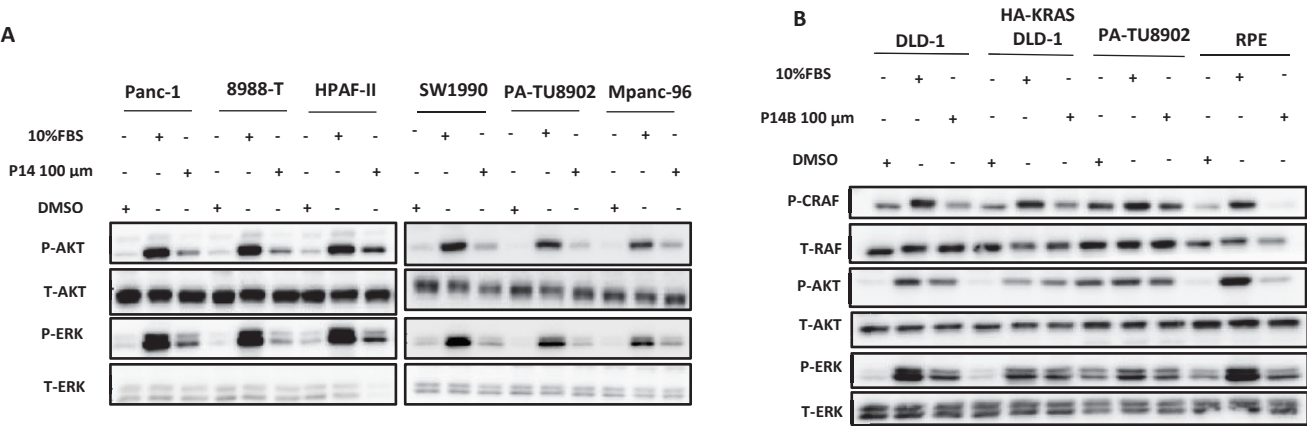 A
Panc-1 8988-T HPAF-II SW1990 PA-TU8902 Mpanc-96
10%FBS - + - - + - - + - - + - - + - - + -
P14 100 μm - - + - - + - - + - - + - - + - - +
DMSO + - - + - - + - - + - - + - - + - -
P-AKT
T-AKT
P-ERK
T-ERK
B
DLD-1 HA-KRAS DLD-1 PA-TU8902 RPE
10%FBS - + - - + - - + - - + -
P14B 100 μm - - + - - + - - + - - +
DMSO + - - + - - + - - + - -
P-CRAF
T-RAF
P-AKT
T-AKT
P-ERK
T-ERK